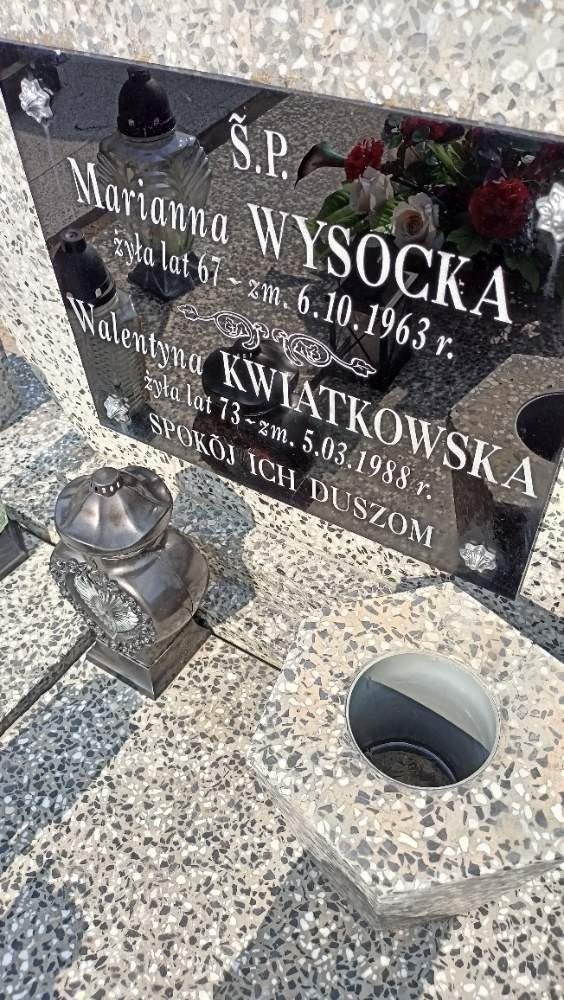 S̃.P.
Marianna WYSOCKA
żyła lat 67 ~ zm. 6.10.1963 r.
Walentyna KWIATKOWSKA
żyła lat 73 ~ zm. 5.03.1988 r.
SPOKÕJ ICH DUSZOM